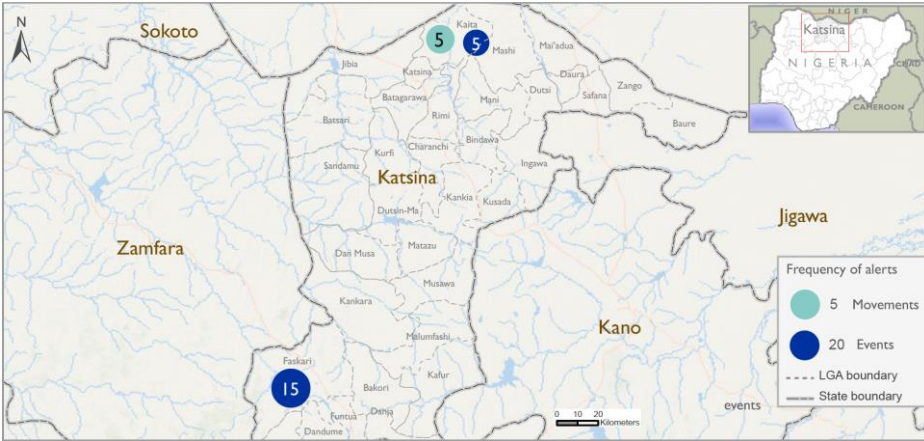 N
Sokoto
NIGER
Katsina
NIGERIA
CHAD
CAMEROON
5
Kaita
5
Mashi
Mai'adua
Jibia
Katsina
Daura
Zango
Dutsi
Safana
Batagarawa
Mani
Baure
Rimi
Batsari
Bindawa
Charanchi
Kurfi
Ingawa
Sandamu
Katsina
Kankia
Kusada
Dutsin-Ma
Jigawa
Zamfara
Matazu
Dan Musa
Musawa
Kankara
Kano
Malumfashi
Faskari
Kafur
15
Bakori
Funtua
Danja
Dandume
0 10 20
Kilometers
events
Frequency of alerts
5 Movements
20 Events
LGA boundary
State boundary